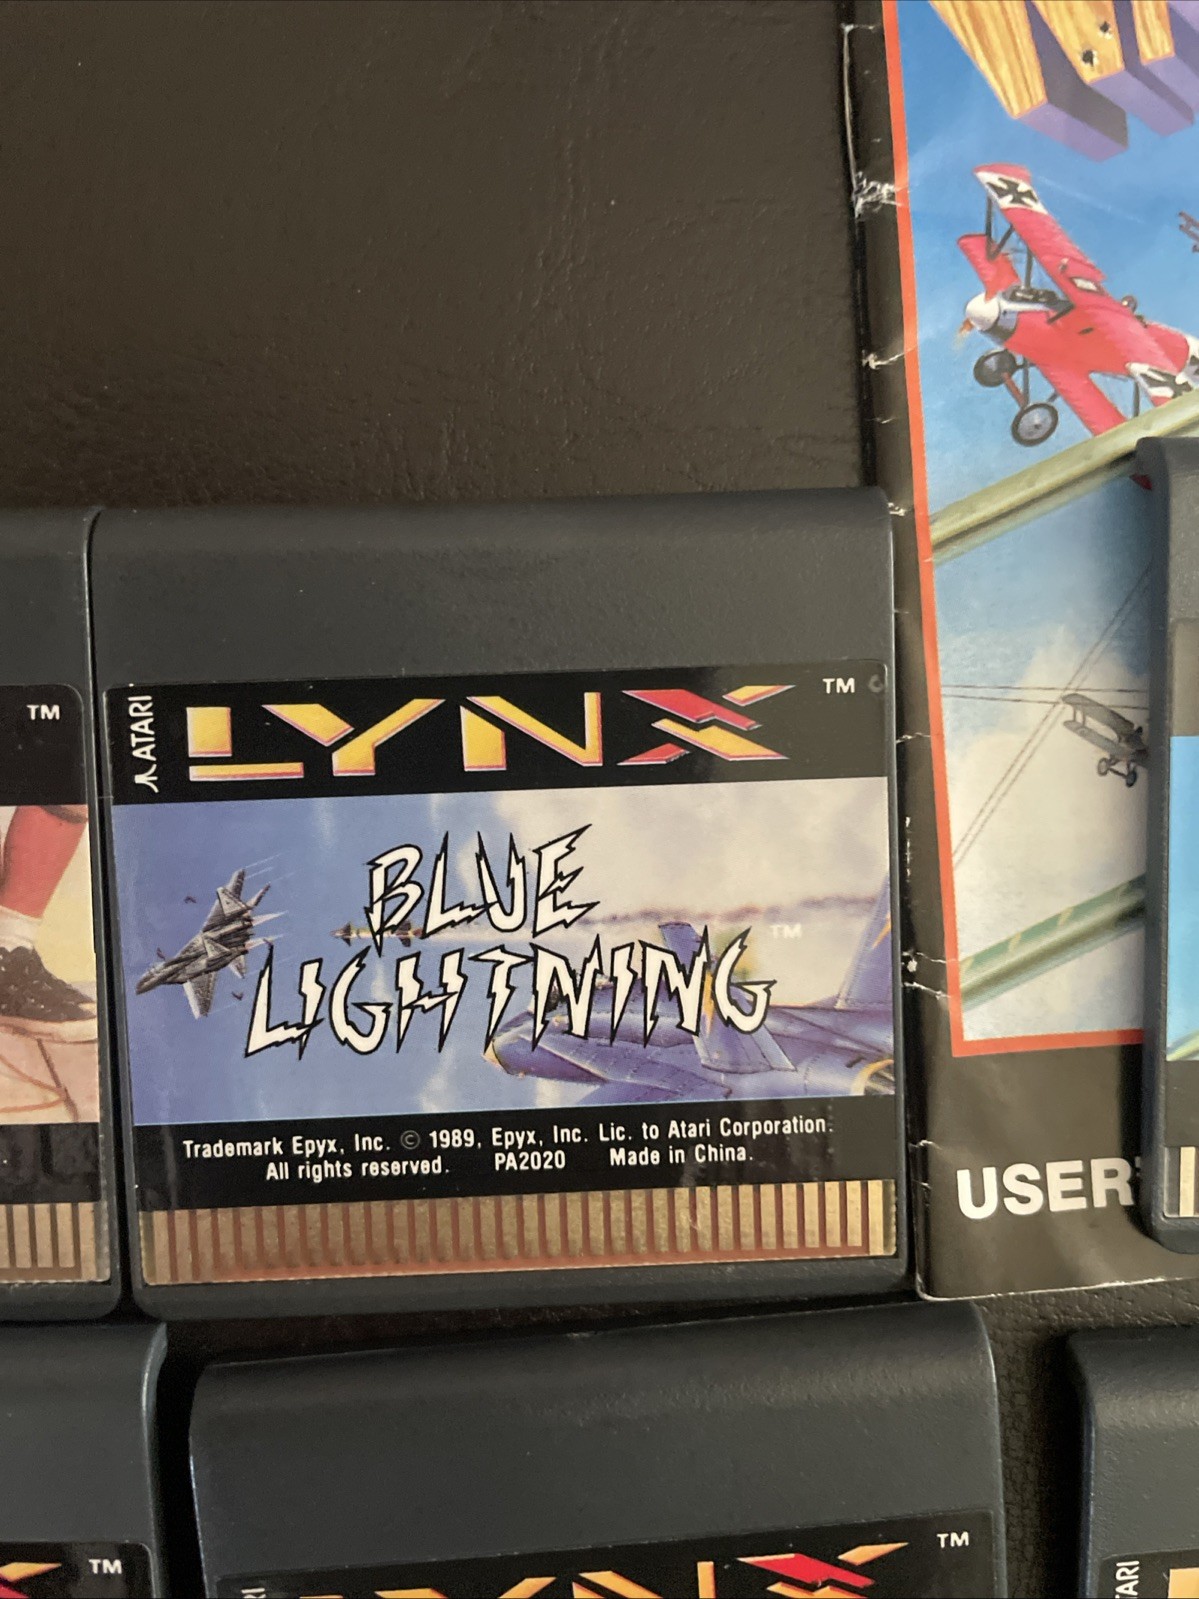 TM
ATARI LYNX TM
BLUE
LIGHTNING TM
Trademark Epyx, Inc. © 1989, Epyx, Inc. Lic. to Atari Corporation.
All rights reserved. PA2020 Made in China.
USER
TM
LYNX TM